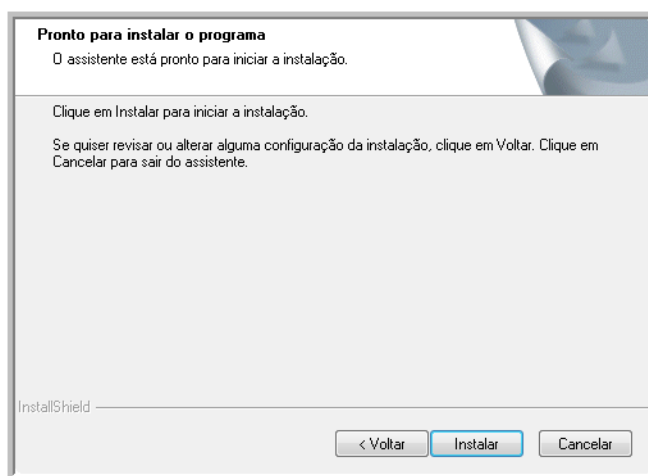 Pronto para instalar o programa
O assistente está pronto para iniciar a instalação.
Clique em Instalar para iniciar a instalação.
Se quiser revisar ou alterar alguma configuração da instalação, clique em Voltar. Clique em
Cancelar para sair do assistente.
InstallShield
< Voltar
Instalar
Cancelar